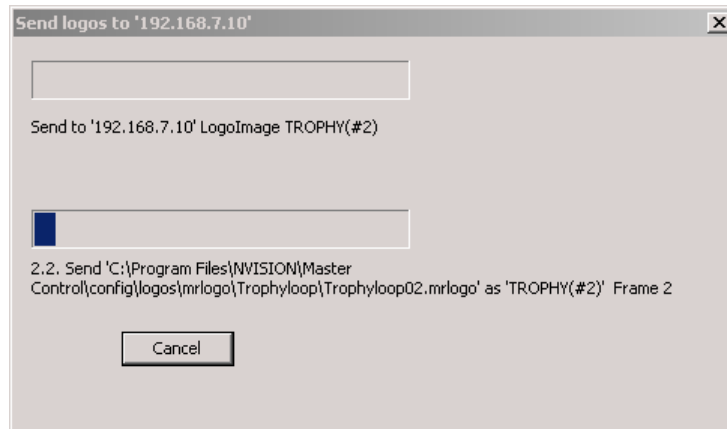 Send logos to '192.168.7.10'
Send to '192.168.7.10' LogoImage TROPHY(#2)
2.2. Send 'C:\Program Files\NVISION\Master
Control\config\logos\mrlogo\Trophyloop\Trophyloop02.mrlogo' as 'TROPHY(#2)'  Frame 2
Cancel